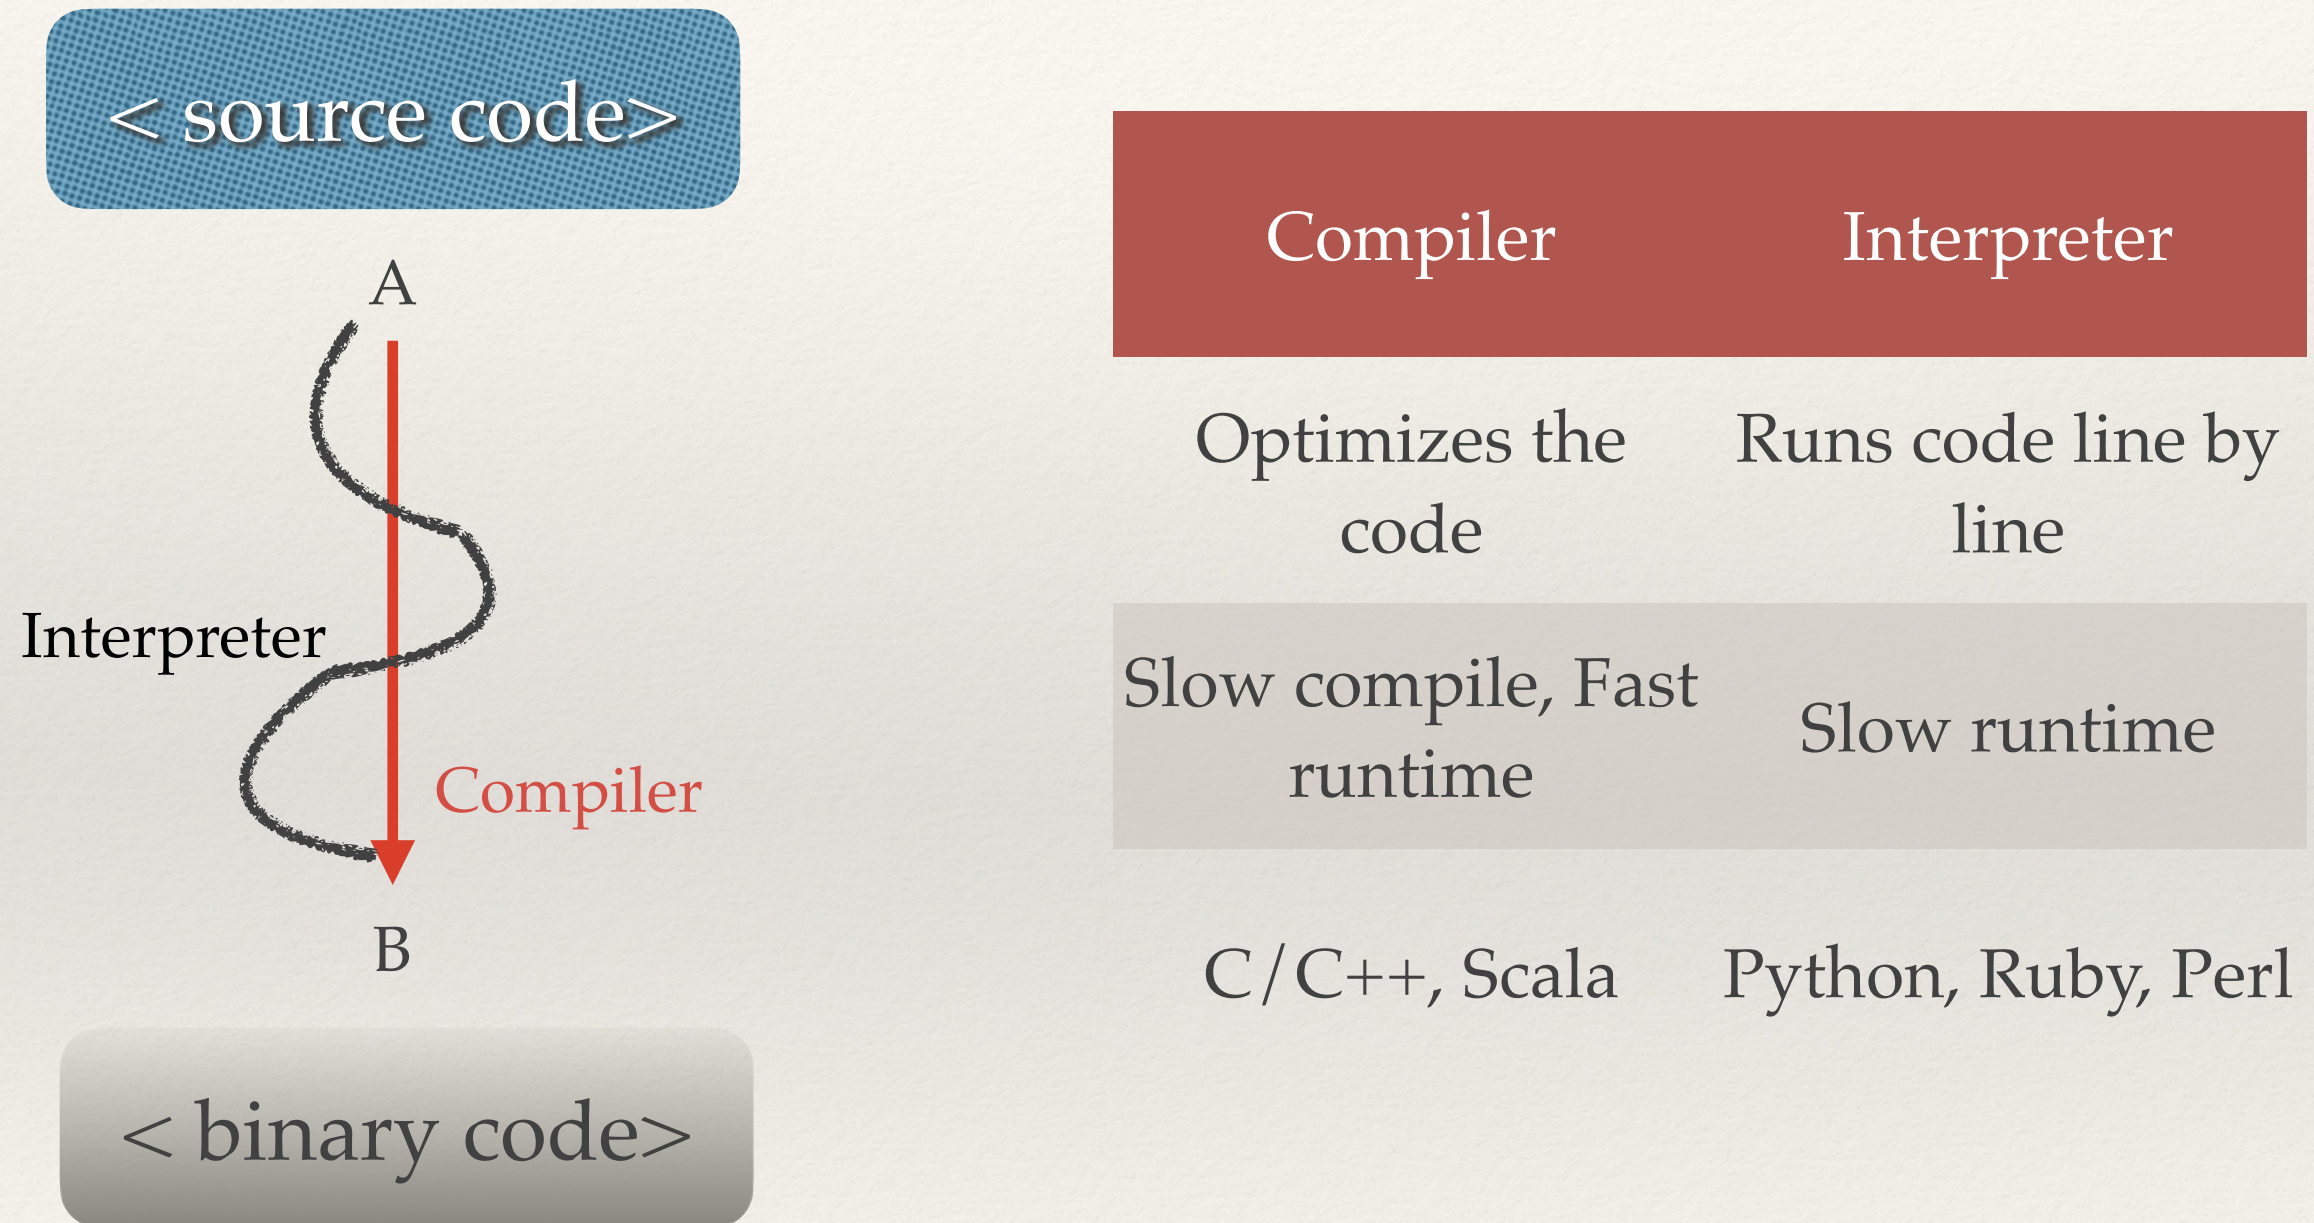 < source code>
A
Interpreter
Compiler
B
< binary code>
Compiler Interpreter
Optimizes the
code
Runs code line by
line
Slow compile, Fast
runtime
Slow runtime
C/C++, Scala
Python, Ruby, Perl